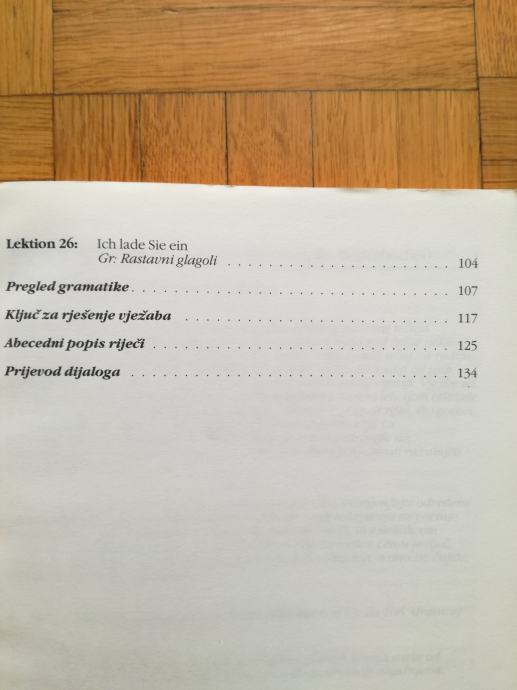 Lektion 26: Ich lade Sie ein
Gr: Rastavni glagoli . . . . . . . . . . . . . . . . . . . . 104
Pregled gramatike . . . . . . . . . . . . . . . . . . . . . . . . . . . . 107
Ključ za rješenje vježaba . . . . . . . . . . . . . . . . . . . . . . . . 117
Abecedni popis riječi . . . . . . . . . . . . . . . . . . . . . . . . . . 125
Prijevod dijaloga . . . . . . . . . . . . . . . . . . . . . . . . . . . . 134